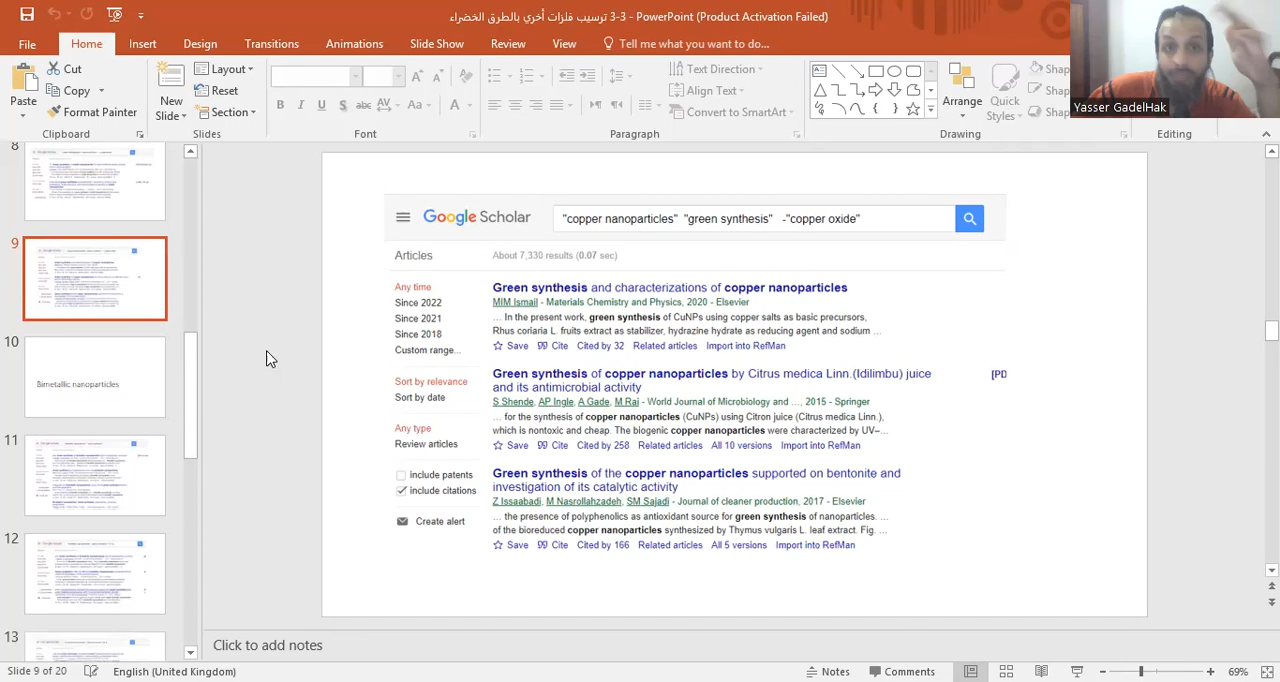 3-3 ترسيب فلزات أخري بالطرق الخضراء - PowerPoint (Product Activation Failed)
File Home Insert Design Transitions Animations Slide Show Review View Tell me what you want to do...
Paste
Cut
Copy
Format Painter
Clipboard
New
Slide
Layout
Reset
Section
Slides
Font
Text Direction
Align Text
Convert to SmartArt
Paragraph
Arrange
Quick
Styles
Drawing
Editing
Yasser GadelHak
8
9
10
Bimetallic nanoparticles
11
12
13
Google Scholar
"copper nanoparticles" "green synthesis" -"copper oxide"
Articles
About 7,330 results (0.07 sec)
Any time
Since 2022
Since 2021
Since 2018
Custom range...
Sort by relevance
Sort by date
Any type
Review articles
include patents
include citations
Create alert
Green synthesis and characterizations of copper nanoparticles
MIM Ismail - Materials Chemistry and Physics, 2020 - Elsevier
... In the present work, green synthesis of CuNPs using copper salts as basic precursors,
Rhus coriaria L. fruits extract as stabilizer, hydrazine hydrate as reducing agent and sodium ...
Save Cite Cited by 32 Related articles Import into RefMan
Green synthesis of copper nanoparticles by Citrus medica Linn.(Idilimbu) juice
[PD
and its antimicrobial activity
S Shende, AP Ingle, A Gade, M Rai - World Journal of Microbiology and ..., 2015 - Springer
... for the synthesis of copper nanoparticles (CuNPs) using Citron juice (Citrus medica Linn.),
which is nontoxic and cheap. The biogenic copper nanoparticles were characterized by UV–...
Save Cite Cited by 258 Related articles All 10 versions Import into RefMan
Green synthesis of the copper nanoparticles supported on bentonite and
investigation of its catalytic activity
Z Issaabadi, M Nasrollahzadeh, SM Sajadi - Journal of cleaner production, 2017 - Elsevier
... the presence of polyphenolics as antioxidant source for green synthesis of nanoparticles. ...
of the bioreduced copper nanoparticles synthesized by Thymus vulgaris L. leaf extract. Fig. ...
Save Cite Cited by 166 Related articles All 5 versions Import into RefMan
Click to add notes
Slide 9 of 20 English (United Kingdom) Notes Comments 69%